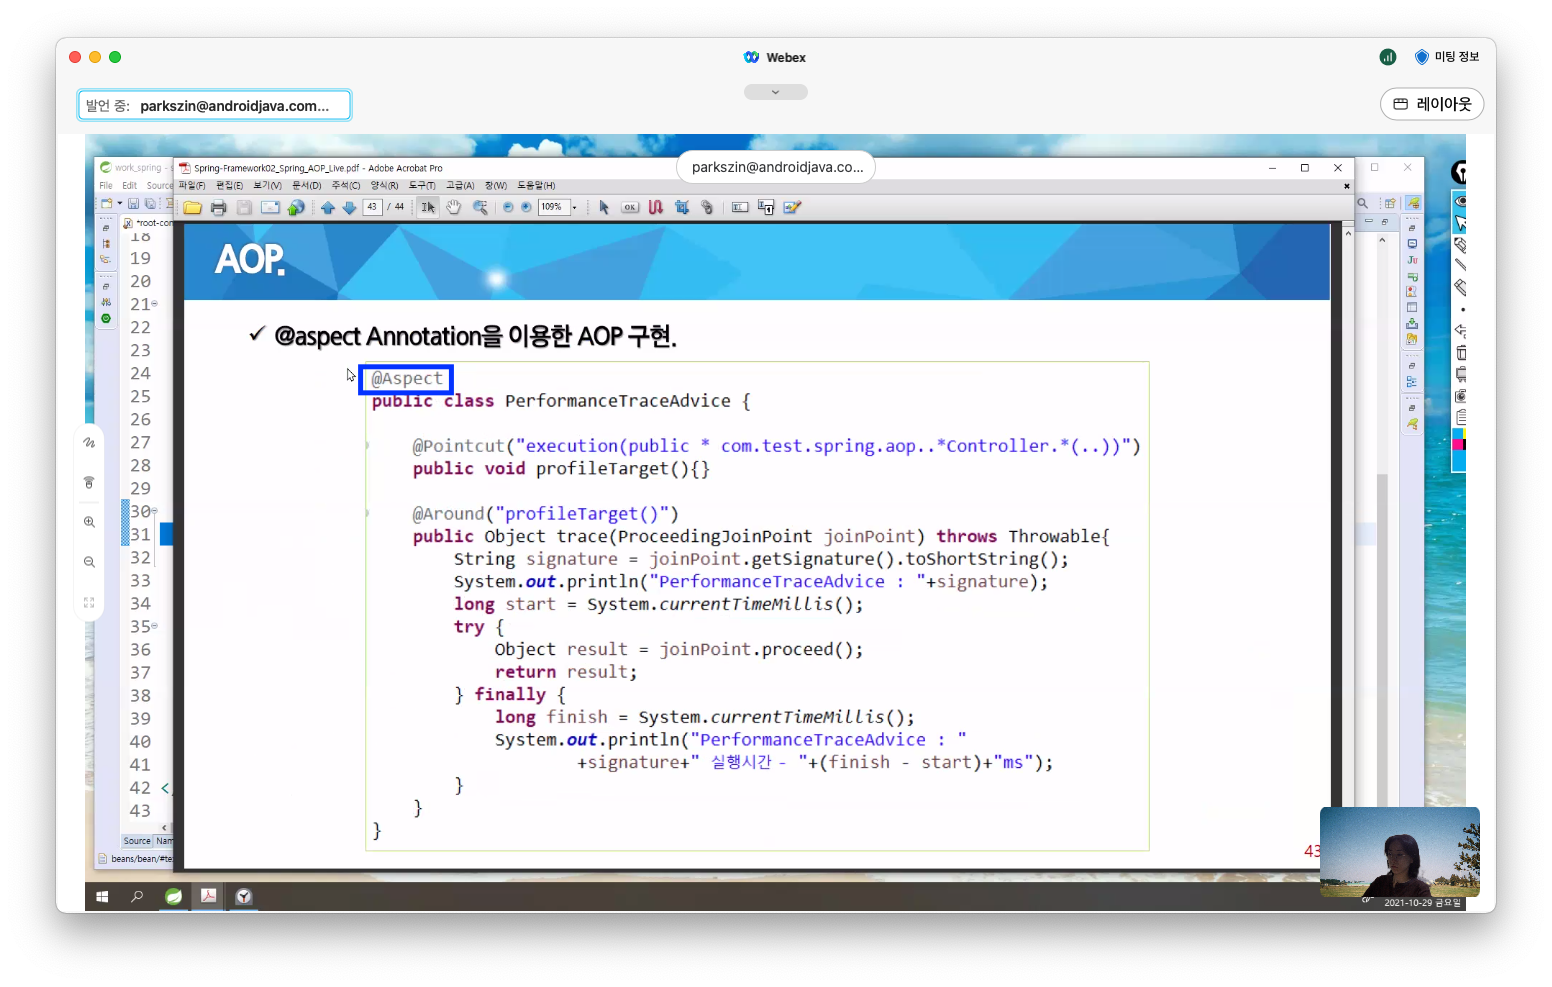 Webex
미팅 정보
발언 중: parkszin@androidjava.com...
레이아웃
work_spring - s
Spring-Framework02_Spring_AOP_Live.pdf - Adobe Acrobat Pro
parkszin@androidjava.co...
File Edit Source
파일(F) 편집(E) 보기(V) 문서(D) 주석(C) 양식(R) 도구(T) 고급(A) 창(W) 도움말(H)
43 / 44
109%
*root-con
AOP.
✓ @aspect Annotation을 이용한 AOP 구현.
@Aspect
public class PerformanceTraceAdvice {
@Pointcut("execution(public * com.test.spring.aop..*Controller.*(..))")
public void profileTarget(){}
@Around("profileTarget()")
public Object trace(ProceedingJoinPoint joinPoint) throws Throwable{
String signature = joinPoint.getSignature().toShortString();
System.out.println("PerformanceTraceAdvice : "+signature);
long start = System.currentTimeMillis();
try {
Object result = joinPoint.proceed();
return result;
} finally {
long finish = System.currentTimeMillis();
System.out.println("PerformanceTraceAdvice : "
+signature+" 실행시간 - "+(finish - start)+"ms");
}
}
}
43
18
19
20
21
22
23
24
25
26
27
28
29
30
31
32
33
34
35
36
37
38
39
40
41
42 <
43
Source Nam
beans/bean/#te
2021-10-29 금요일